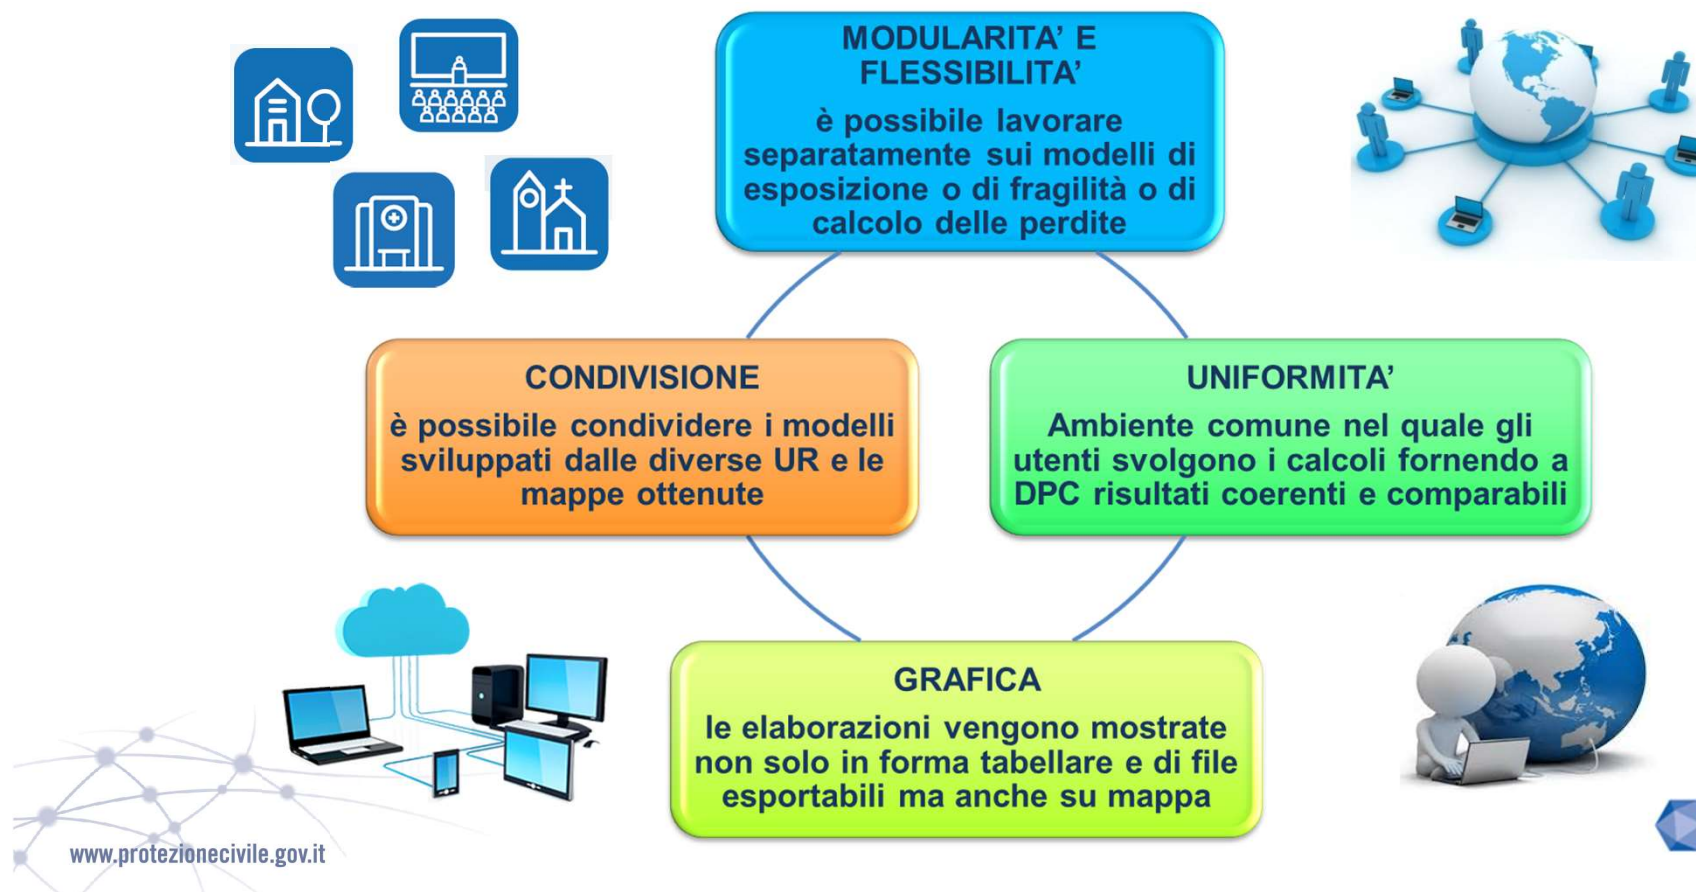 MODULARITA’ E
FLESSIBILITA’
è possibile lavorare
separatamente sui modelli di
esposizione o di fragilità o di
calcolo delle perdite
CONDIVISIONE
è possibile condividere i modelli
sviluppati dalle diverse UR e le
mappe ottenute
UNIFORMITA’
Ambiente comune nel quale gli
utenti svolgono i calcoli fornendo a
DPC risultati coerenti e comparabili
GRAFICA
le elaborazioni vengono mostrate
non solo in forma tabellare e di file
esportabili ma anche su mappa
www.protezionecivile.gov.it